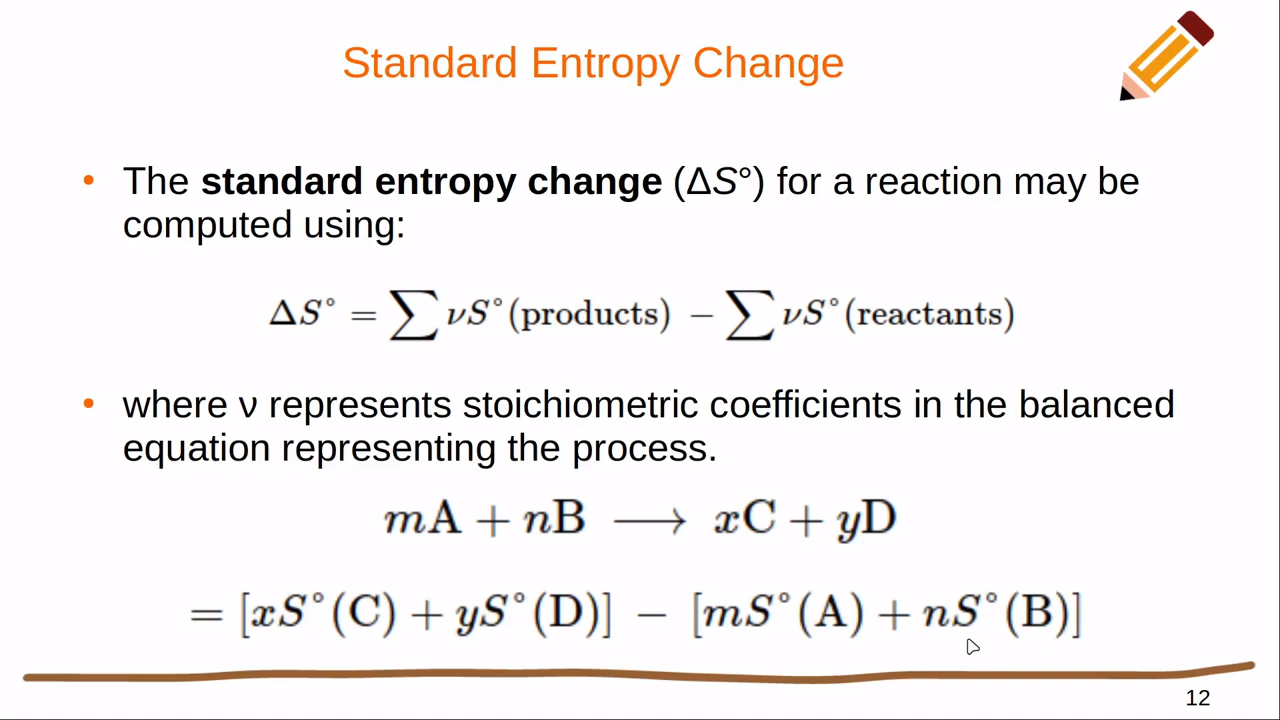 Standard Entropy Change
• The standard entropy change (ΔS°) for a reaction may be
computed using:
ΔS° = ∑ νS°(products) − ∑ νS°(reactants)
• where ν represents stoichiometric coefficients in the balanced
equation representing the process.
mA + nB ⟶ xC + yD
= [xS°(C) + yS°(D)] − [mS°(A) + nS°(B)]
12